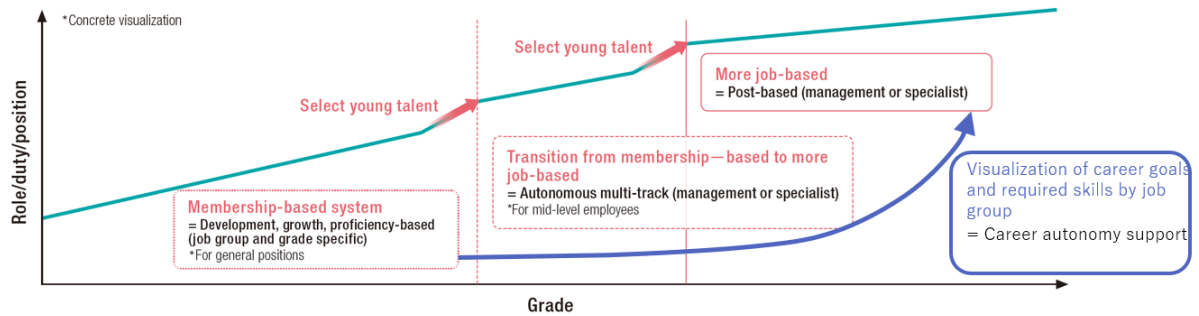 *Concrete visualization
Role/duty/position
Select young talent
Select young talent
More job-based
= Post-based (management or specialist)
Transition from membership—based to more
job-based
= Autonomous multi-track (management or specialist)
*For mid-level employees
Membership-based system
= Development, growth, proficiency-based
(job group and grade specific)
*For general positions
Visualization of career goals
and required skills by job
group
= Career autonomy support
Grade